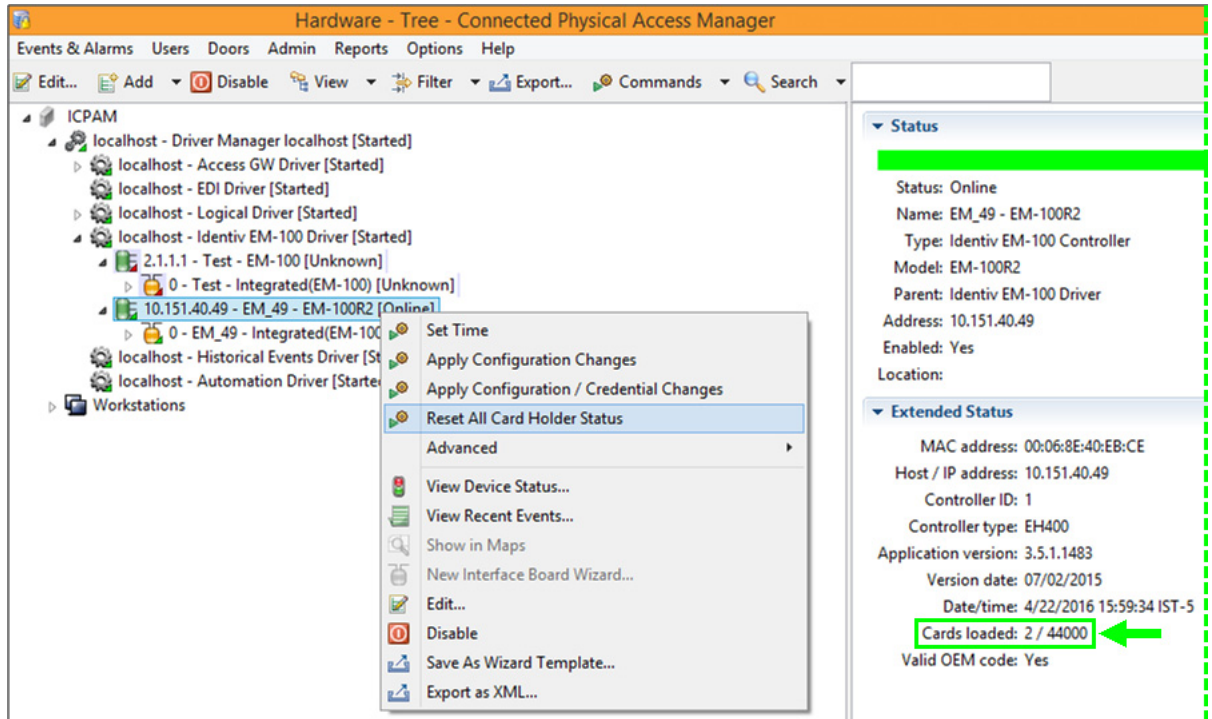 Hardware - Tree - Connected Physical Access Manager
Events & Alarms Users Doors Admin Reports Options Help
Edit... Add Disable View Filter Export... Commands Search
ICPAM
localhost - Driver Manager localhost [Started]
localhost - Access GW Driver [Started]
localhost - EDI Driver [Started]
localhost - Logical Driver [Started]
localhost - Identiv EM-100 Driver [Started]
2.1.1.1 - Test - EM-100 [Unknown]
0 - Test - Integrated(EM-100) [Unknown]
10.151.40.49 - EM_49 - EM-100R2 [Online]
0 - EM_49 - Integrated(EM-100
localhost - Historical Events Driver [St
localhost - Automation Driver [Starte
Workstations
Set Time
Apply Configuration Changes
Apply Configuration / Credential Changes
Reset All Card Holder Status
Advanced
View Device Status...
View Recent Events...
Show in Maps
New Interface Board Wizard...
Edit...
Disable
Save As Wizard Template...
Export as XML...
Status
Status: Online
Name: EM_49 - EM-100R2
Type: Identiv EM-100 Controller
Model: EM-100R2
Parent: Identiv EM-100 Driver
Address: 10.151.40.49
Enabled: Yes
Location:
Extended Status
MAC address: 00:06:8E:40:EB:CE
Host / IP address: 10.151.40.49
Controller ID: 1
Controller type: EH400
Application version: 3.5.1.1483
Version date: 07/02/2015
Date/time: 4/22/2016 15:59:34 IST-5
Cards loaded: 2 / 44000
Valid OEM code: Yes